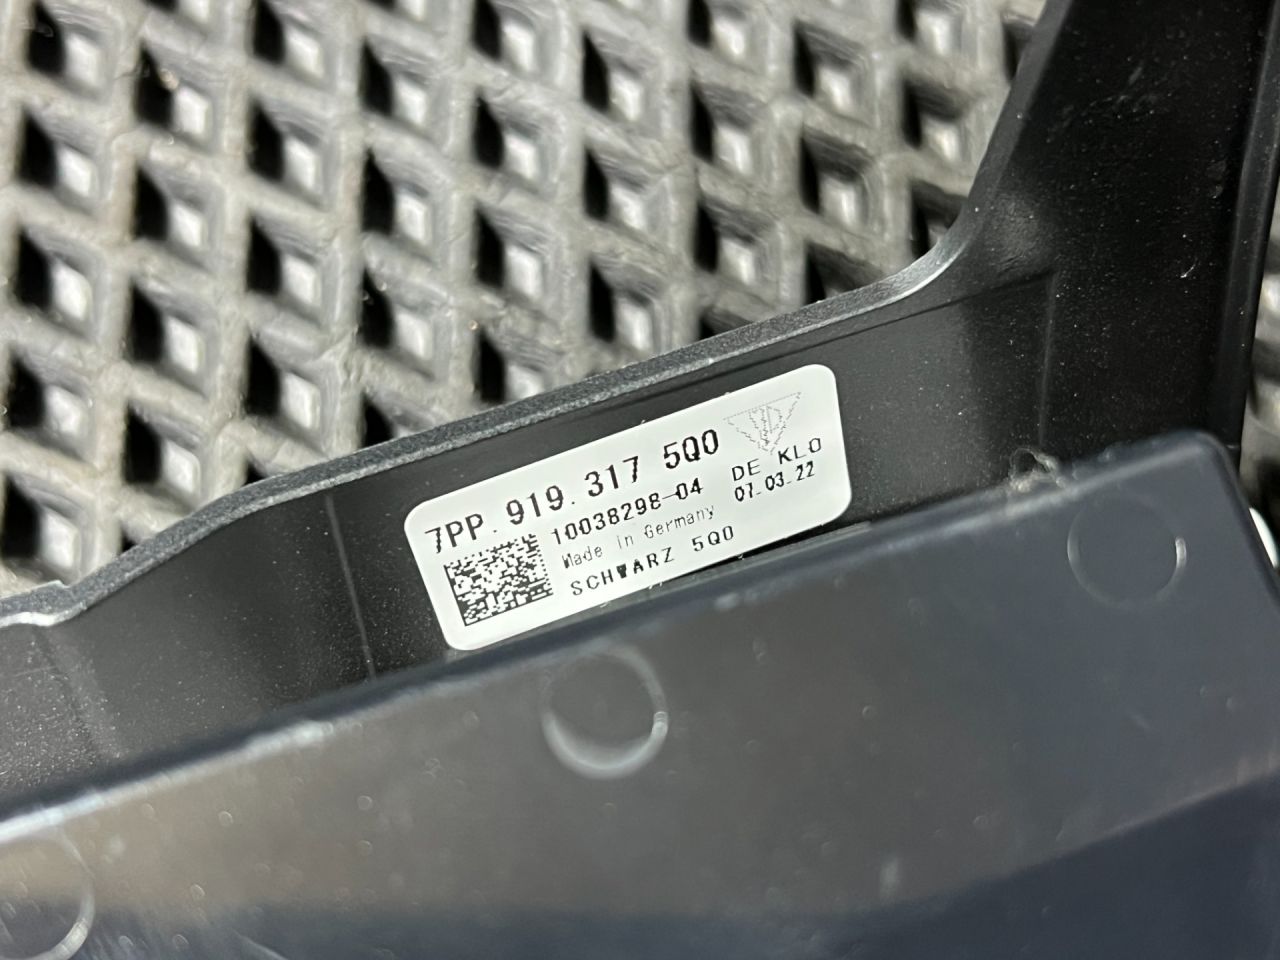 7PP.919.317 5Q0
10038298-04
DE KLO
Made in Germany
07.03.22
SCHWARZ 5Q0